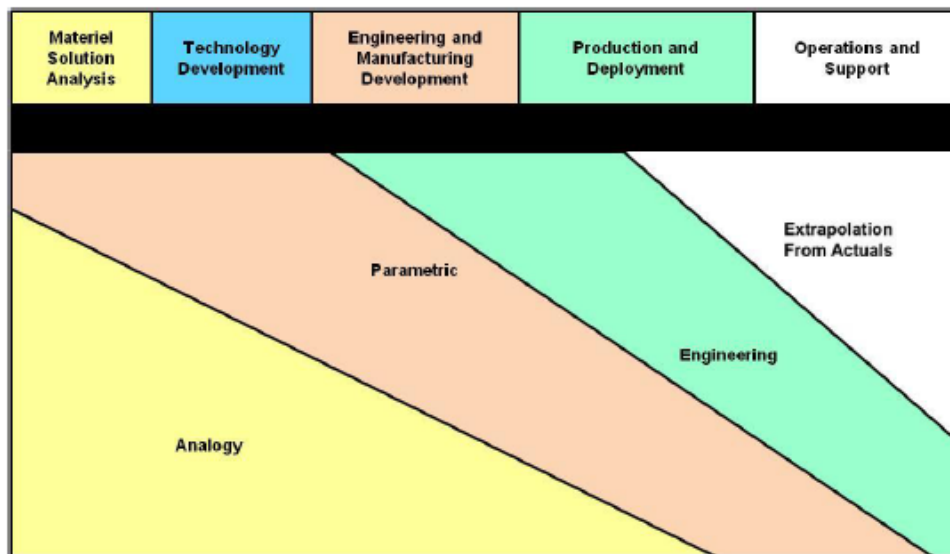 Materiel
Solution
Analysis
Technology
Development
Engineering and
Manufacturing
Development
Production and
Deployment
Operations and
Support
Extrapolation
From Actuals
Parametric
Engineering
Analogy